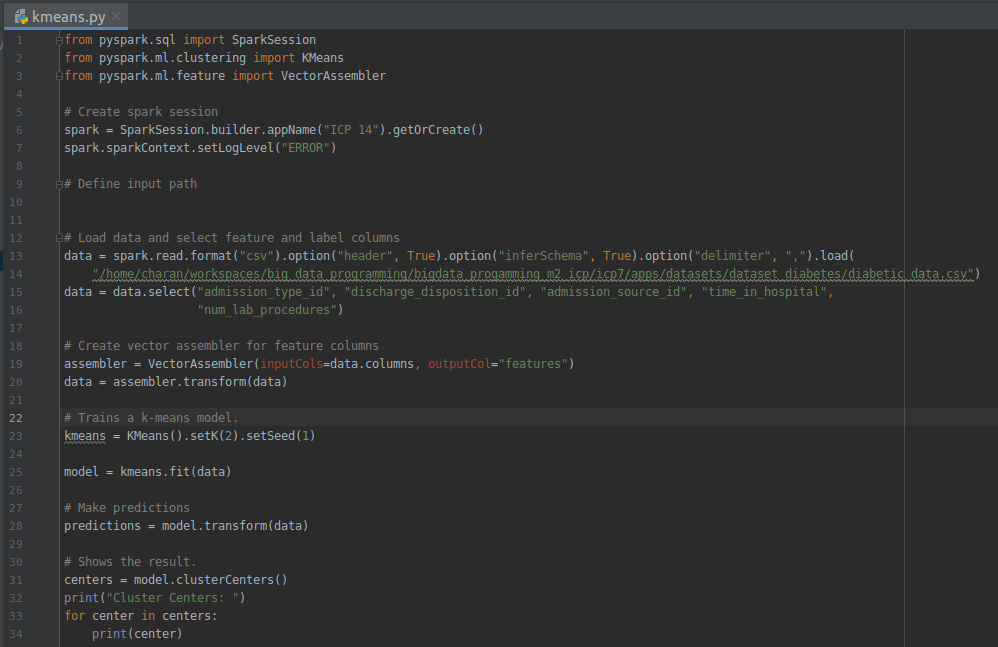 kmeans.py
1 from pyspark.sql import SparkSession
2 from pyspark.ml.clustering import KMeans
3 from pyspark.ml.feature import VectorAssembler
4
5 # Create spark session
6 spark = SparkSession.builder.appName("ICP 14").getOrCreate()
7 spark.sparkContext.setLogLevel("ERROR")
8
9 # Define input path
10
11
12 # Load data and select feature and label columns
13 data = spark.read.format("csv").option("header", True).option("inferSchema", True).option("delimiter", ",").load(
14     "/home/charan/workspaces/big_data_programming/bigdata_progamming_m2_icp/icp7/apps/datasets/dataset_diabetes/diabetic_data.csv")
15 data = data.select("admission_type_id", "discharge_disposition_id", "admission_source_id", "time_in_hospital",
16                    "num_lab_procedures")
17
18 # Create vector assembler for feature columns
19 assembler = VectorAssembler(inputCols=data.columns, outputCol="features")
20 data = assembler.transform(data)
21
22 # Trains a k-means model.
23 kmeans = KMeans().setK(2).setSeed(1)
24
25 model = kmeans.fit(data)
26
27 # Make predictions
28 predictions = model.transform(data)
29
30 # Shows the result.
31 centers = model.clusterCenters()
32 print("Cluster Centers: ")
33 for center in centers:
34     print(center)